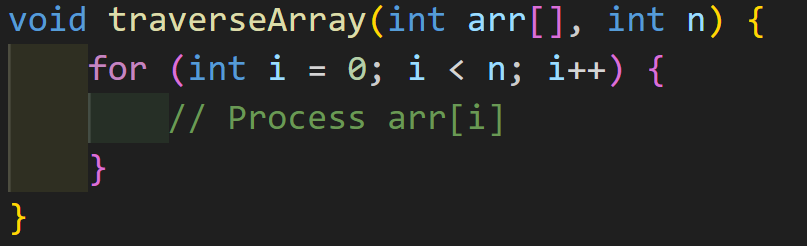 void traverseArray(int arr[], int n) {
    for (int i = 0; i < n; i++) {
        // Process arr[i]
    }
}